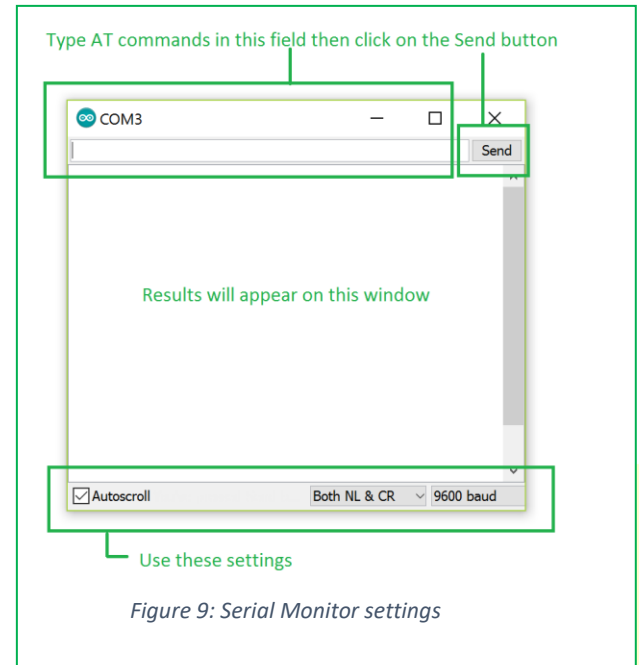 Type AT commands in this field then click on the Send button
COM3
Send
Results will appear on this window
Autoscroll
Both NL & CR
9600 baud
Use these settings
Figure 9: Serial Monitor settings